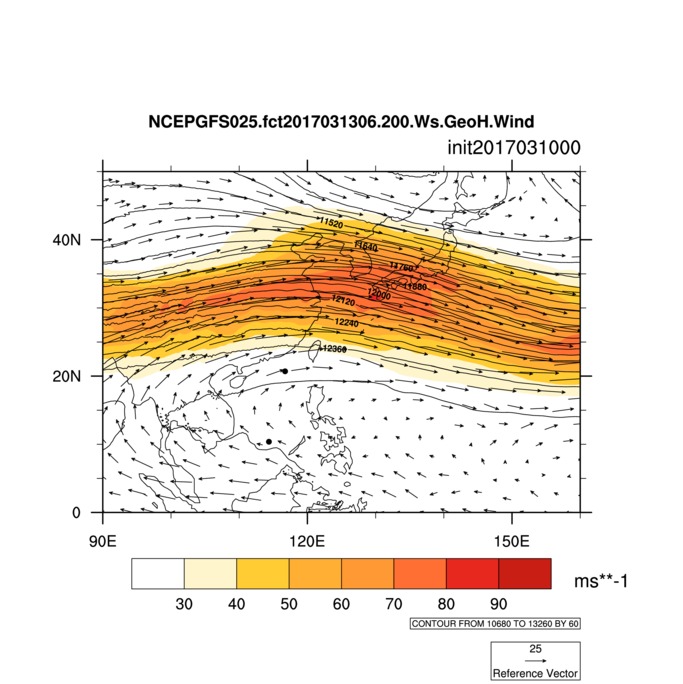 NCEPGFS025.fct2017031306.200.Ws.GeoH.Wind
init2017031000
40N
20N
0
11520
11640
11760
11880
12000
12120
12240
12360
90E
120E
150E
30 40 50 60 70 80 90
ms**-1
CONTOUR FROM 10680 TO 13260 BY 60
25
Reference Vector